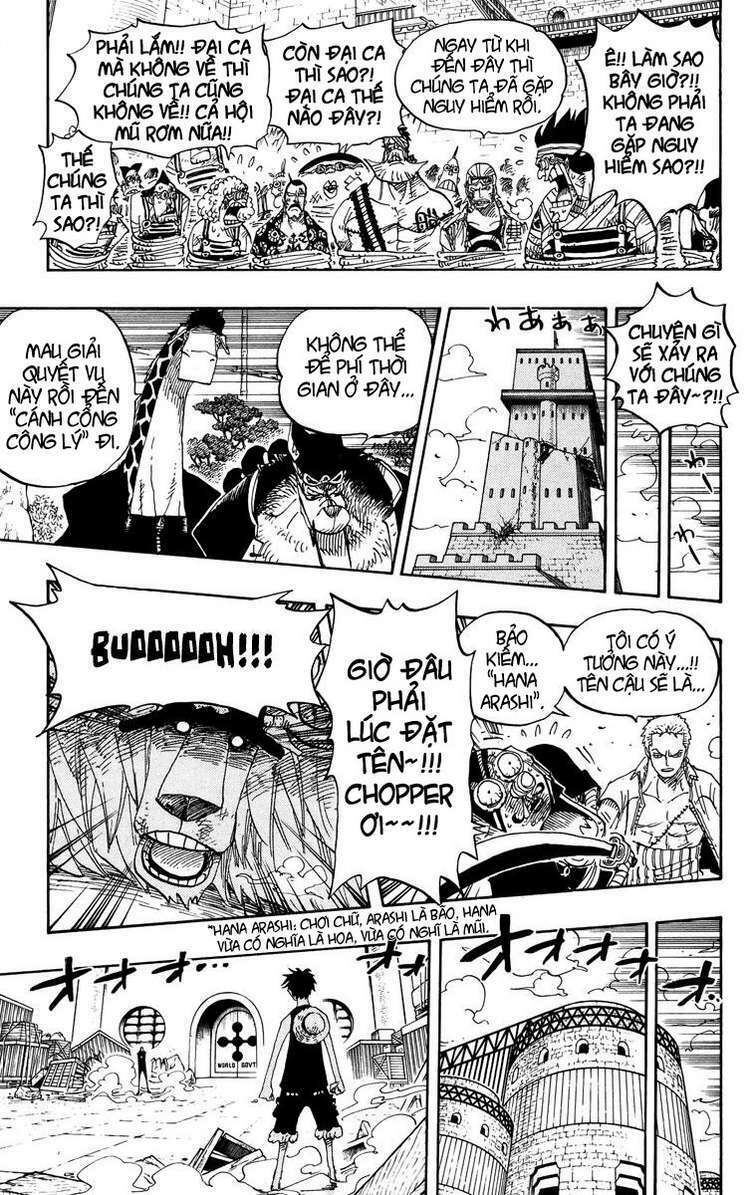 Ê!! LÀM SAO
BÂY GIỜ?!!
KHÔNG PHẢI
TA ĐANG
GẶP NGUY
HIỂM SAO?!!
NGAY TỪ KHI
ĐẾN ĐÂY THÌ
CHÚNG TA ĐÃ GẶP
NGUY HIỂM RỒI.
CÒN ĐẠI CA
THÌ SAO?!
ĐẠI CA THẾ
NÀO ĐÂY?!
PHẢI LẮM!! ĐẠI CA
MÀ KHÔNG VỀ THÌ
CHÚNG TA CŨNG
KHÔNG VỀ!! CẢ HỘI
MŨ RƠM NỮA!!
THẾ
CHÚNG
TA THÌ
SAO?!
CHUYỆN GÌ
SẼ XẢY RA
VỚI CHÚNG
TA ĐÂY~?!!
わあぁぁ
KHÔNG THỂ
ĐỂ PHÍ THỜI
GIAN Ở ĐÂY...
MAU GIẢI
QUYẾT VỤ
NÀY RỒI ĐẾN
“CÁNH CỔNG
CÔNG LÝ” ĐI.
TÔI CÓ Ý
TƯỞNG NÀY...!!
TÊN CẬU SẼ LÀ...
BẢO
KIẾM...
“HANA
ARASHI”.
GIỜ ĐÂU
PHẢI
LÚC ĐẶT
TÊN~!!!
CHOPPER
ƠI~~!!!
BUOOOOOOH!!!
*HANA ARASHI: CHƠI CHỮ, ARASHI LÀ BÃO, HANA
VỪA CÓ NGHĨA LÀ HOA, VỪA CÓ NGHĨ LÀ MŨI.
オオオ...
オオオ...
WORLD GOVT